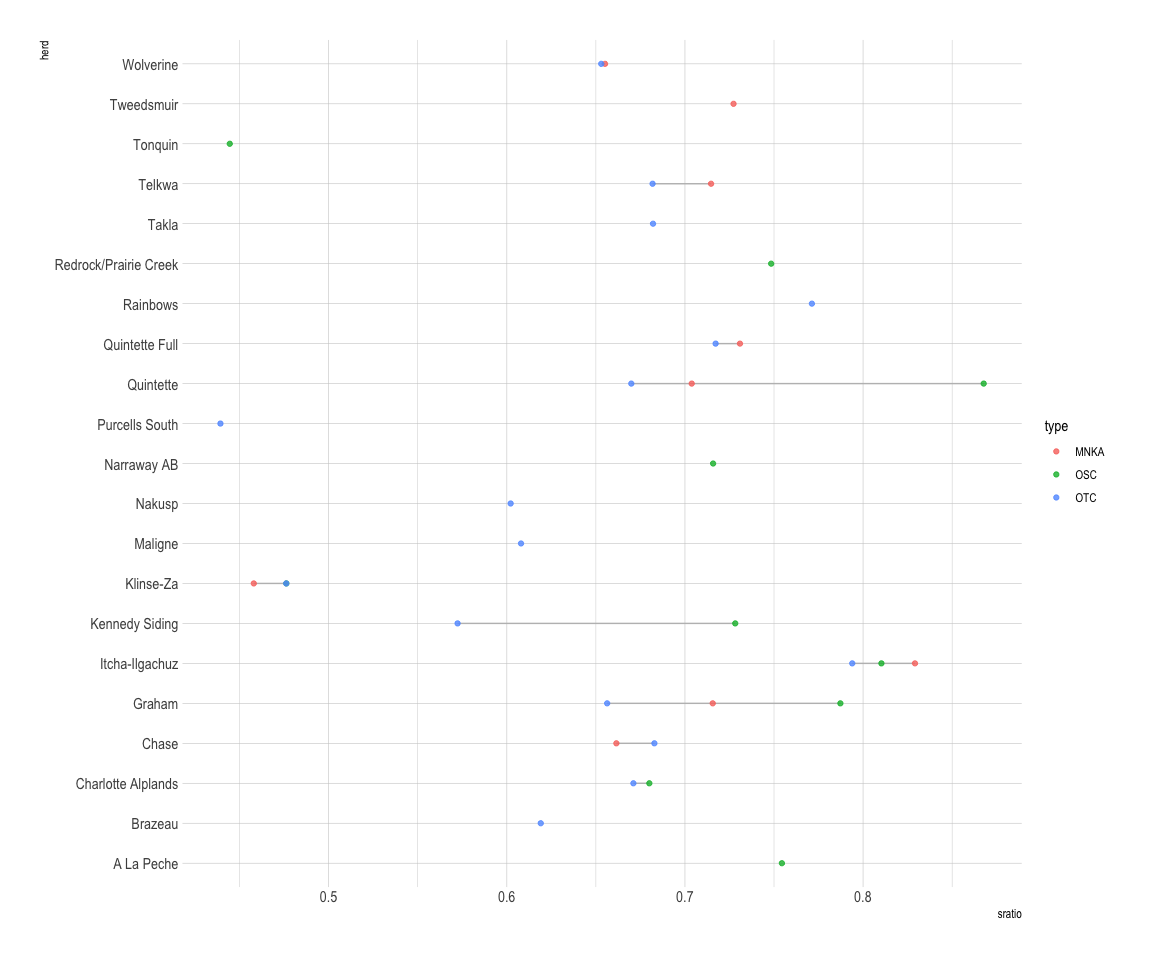 herd
Wolverine
Tweedsmuir
Tonquin
Telkwa
Takla
Redrock/Prairie Creek
Rainbows
Quintette Full
Quintette
Purcells South
Narraway AB
Nakusp
Maligne
Klinse-Za
Kennedy Siding
Itcha-Ilgachuz
Graham
Chase
Charlotte Alplands
Brazeau
A La Peche
0.5 0.6 0.7 0.8
sratio
type
MNKA
OSC
OTC